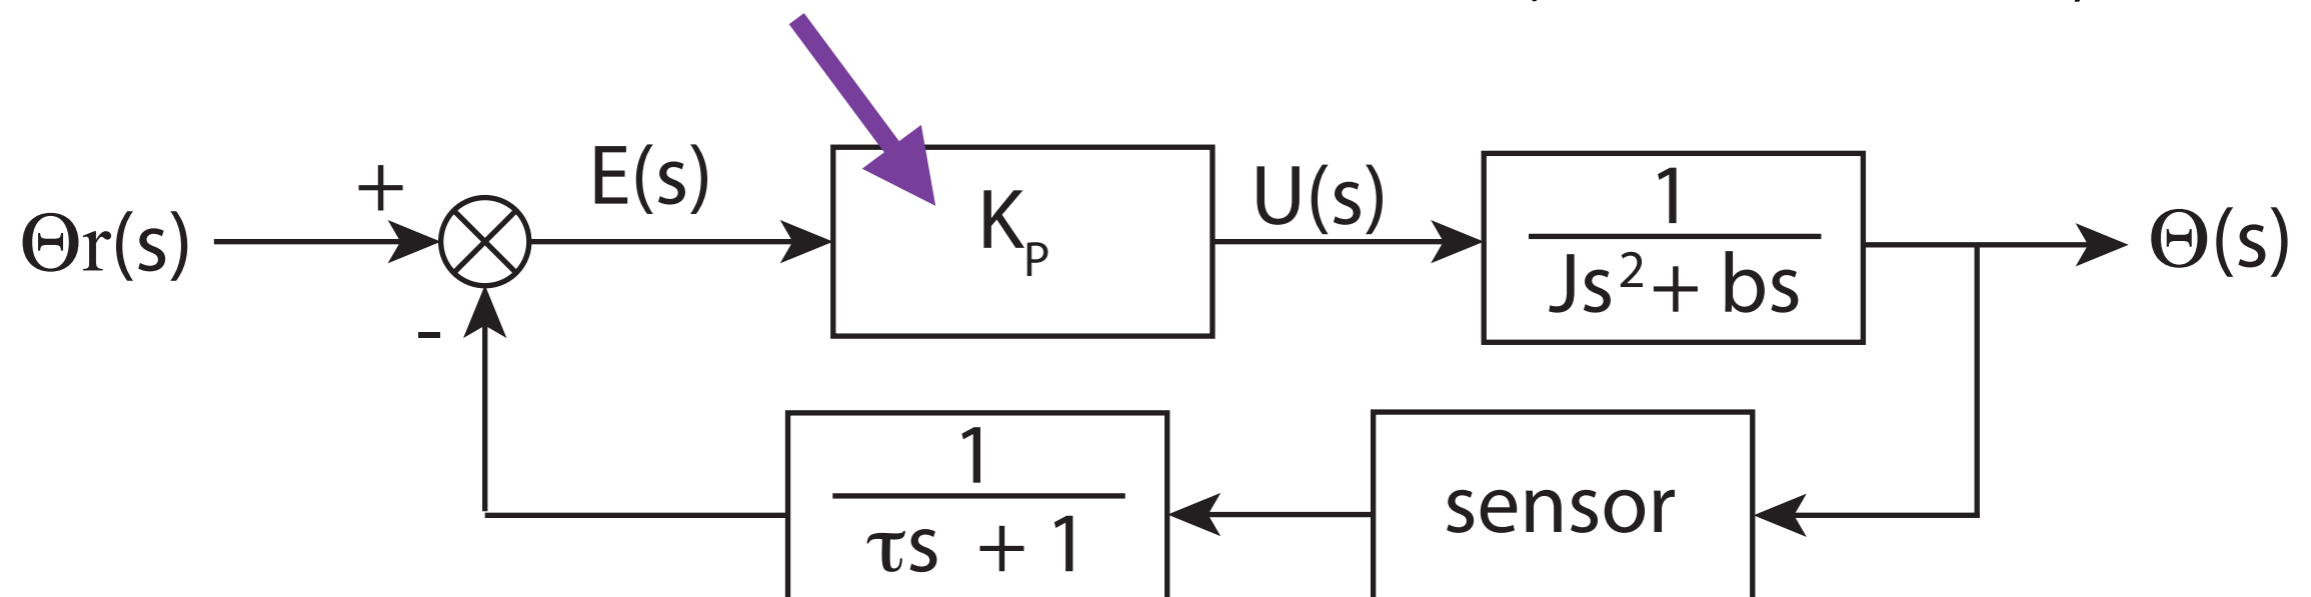 +
Θr(s)
E(s)
K_P
U(s)
1
Js² + bs
Θ(s)
-
1
τs + 1
sensor